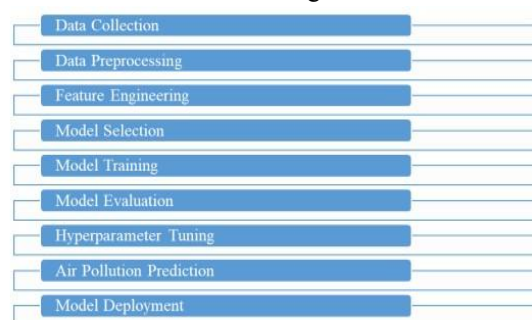 Data Collection
Data Preprocessing
Feature Engineering
Model Selection
Model Training
Model Evaluation
Hyperparameter Tuning
Air Pollution Prediction
Model Deployment